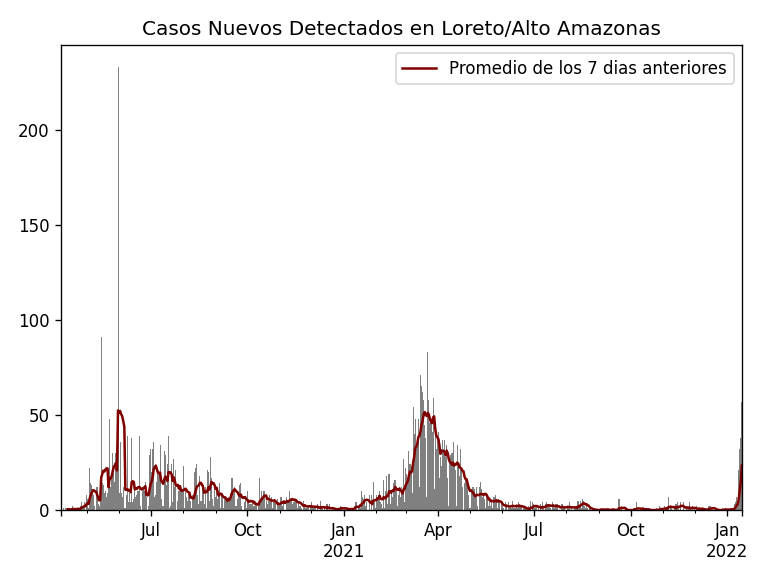 Casos Nuevos Detectados en Loreto/Alto Amazonas
Promedio de los 7 dias anteriores
200
150
100
50
0
Jul Oct Jan Apr Jul Oct Jan
2021 2022